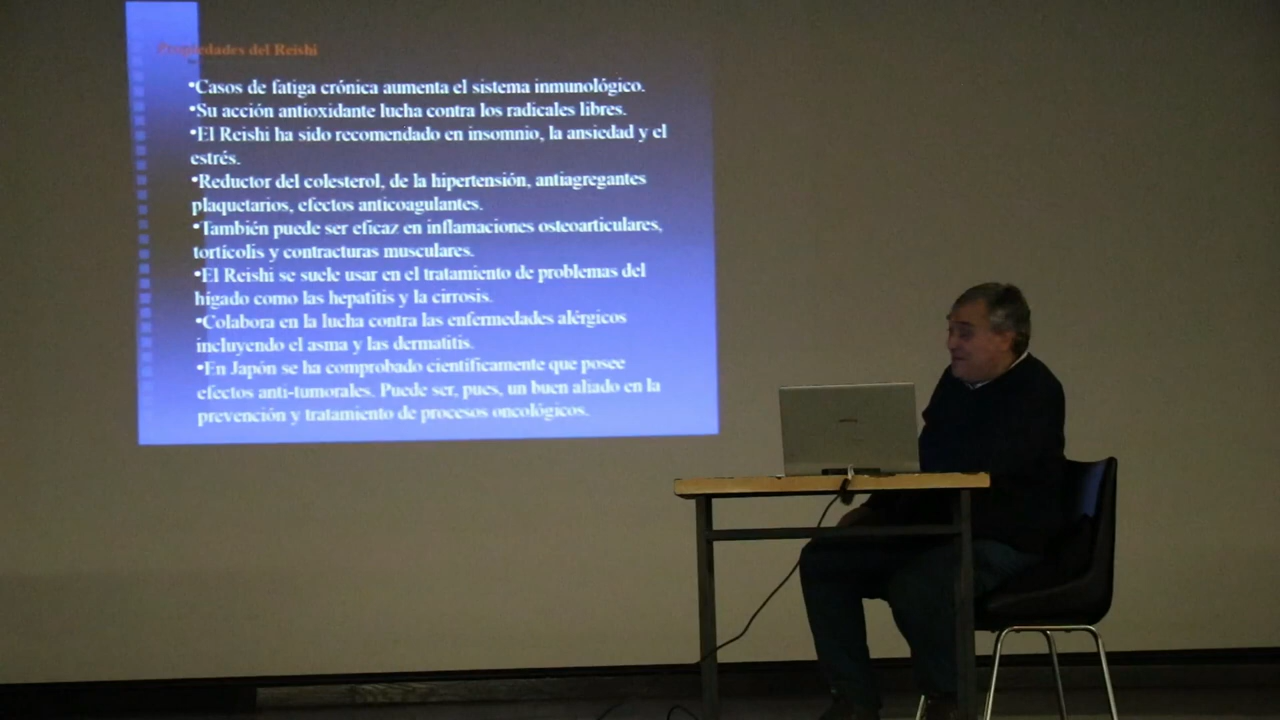 Propiedades del Reishi
•Casos de fatiga crónica aumenta el sistema inmunológico.
•Su acción antioxidante lucha contra los radicales libres.
•El Reishi ha sido recomendado en insomnio, la ansiedad y el
estrés.
•Reductor del colesterol, de la hipertensión, antiagregantes
plaquetarios, efectos anticoagulantes.
•También puede ser eficaz en inflamaciones osteoarticulares,
tortícolis y contracturas musculares.
•El Reishi se suele usar en el tratamiento de problemas del
hígado como las hepatitis y la cirrosis.
•Colabora en la lucha contra las enfermedades alérgicos
incluyendo el asma y las dermatitis.
•En Japón se ha comprobado científicamente que posee
efectos anti-tumorales. Puede ser, pues, un buen aliado en la
prevención y tratamiento de procesos oncológicos.